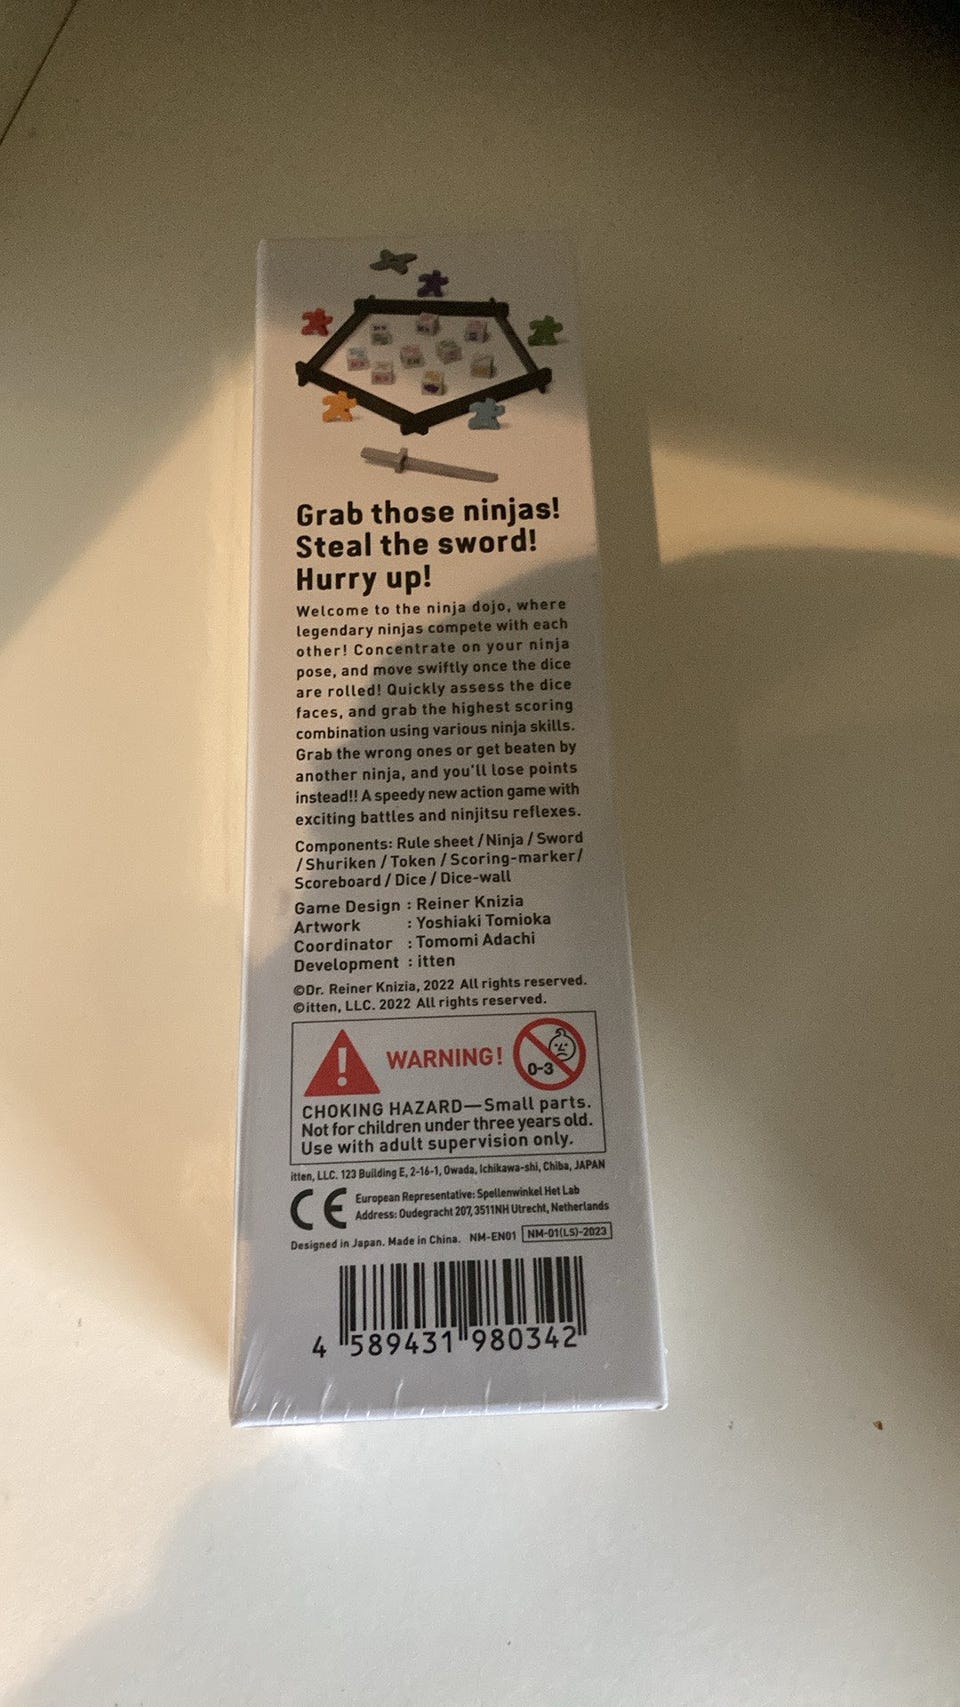 Grab those ninjas!
Steal the sword!
Hurry up!
Welcome to the ninja dojo, where
legendary ninjas compete with each
other! Concentrate on your ninja
pose, and move swiftly once the dice
are rolled! Quickly assess the dice
faces, and grab the highest scoring
combination using various ninja skills.
Grab the wrong ones or get beaten by
another ninja, and you'll lose points
instead!! A speedy new action game with
exciting battles and ninjitsu reflexes.
Components: Rule sheet / Ninja / Sword
/ Shuriken / Token / Scoring-marker/
Scoreboard / Dice / Dice-wall
Game Design : Reiner Knizia
Artwork : Yoshiaki Tomioka
Coordinator : Tomomi Adachi
Development : itten
©Dr. Reiner Knizia, 2022 All rights reserved.
©itten, LLC. 2022 All rights reserved.
WARNING!
0-3
CHOKING HAZARD—Small parts.
Not for children under three years old.
Use with adult supervision only.
itten, LLC. 123 Building E, 2-16-1, Owada, Ichikawa-shi, Chiba, JAPAN
CE European Representative: Spellenwinkel Het Lab
Address: Oudegracht 207, 3511NH Utrecht, Netherlands
Designed in Japan. Made in China. NM-EN01 NM-01(LS)-2023
4 589431 980342